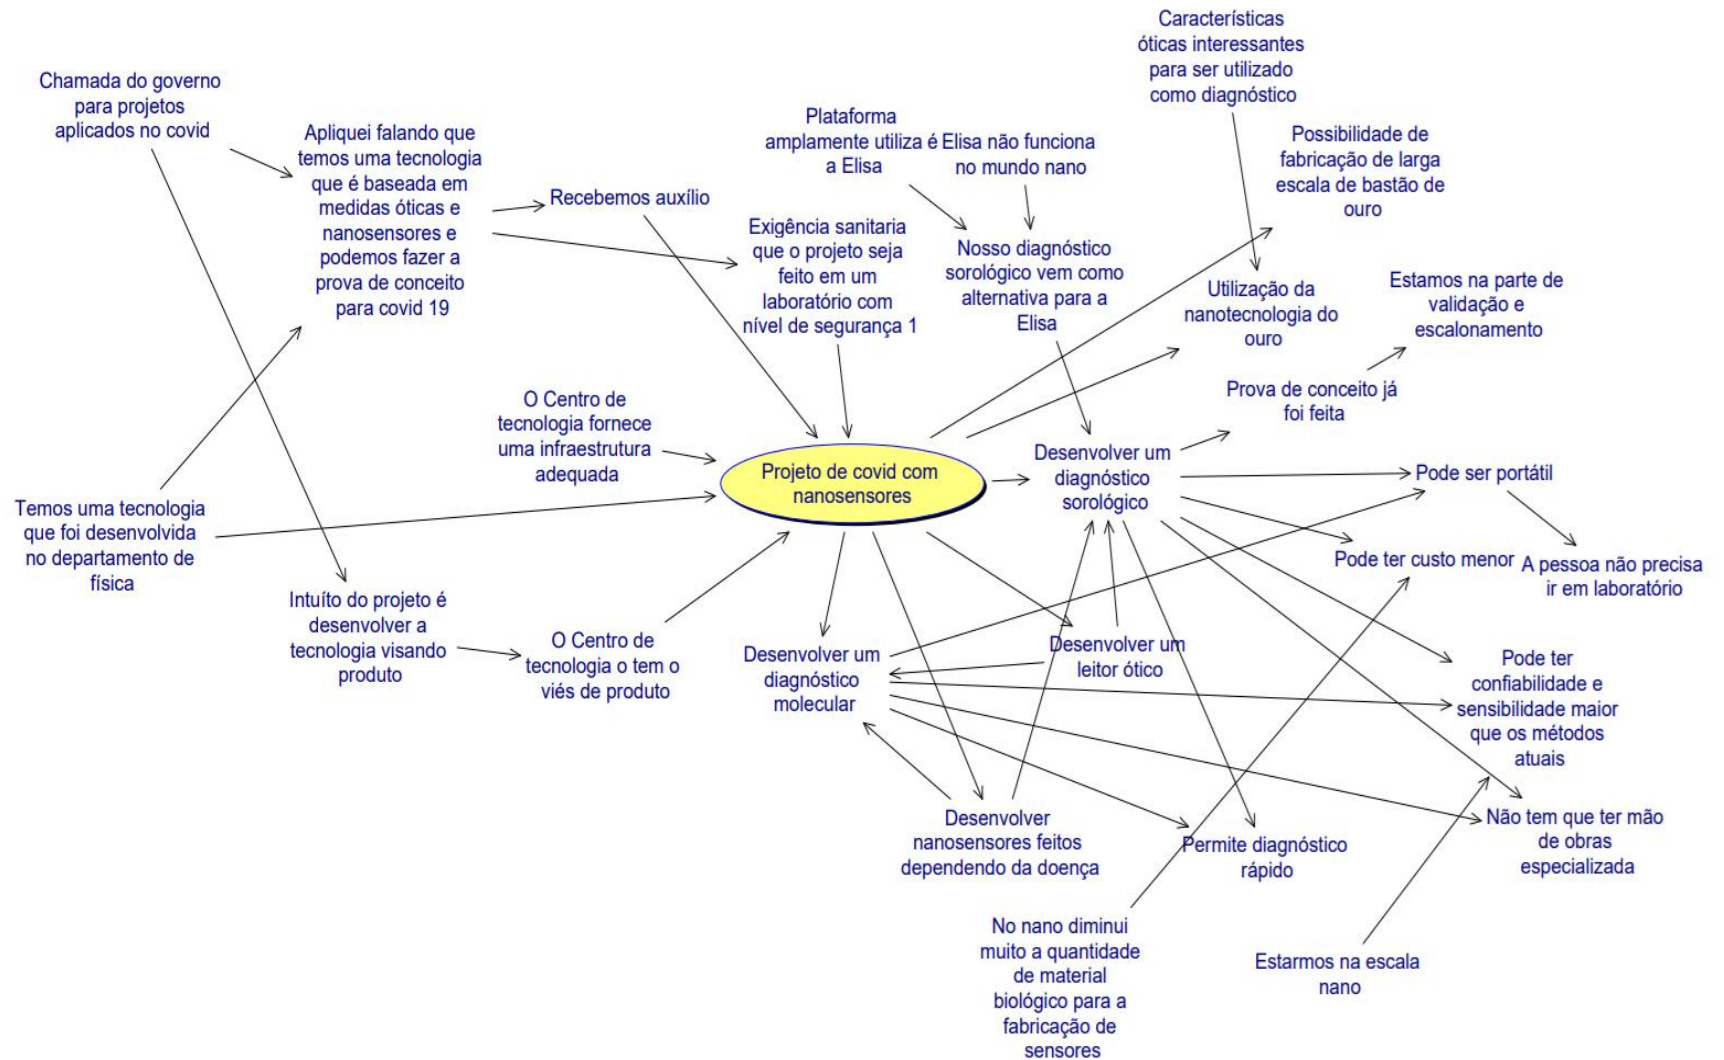 Características
óticas interessantes
para ser utilizado
como diagnóstico
Chamada do governo
para projetos
aplicados no covid
Apliquei falando que
temos uma tecnologia
que é baseada em
medidas óticas e
nanosensores e
podemos fazer a
prova de conceito
para covid 19
Recebemos auxílio
Plataforma
amplamente utiliza é
a Elisa
Elisa não funciona
no mundo nano
Possibilidade de
fabricação de larga
escala de bastão de
ouro
Exigência sanitaria
que o projeto seja
feito em um
laboratório com
nível de segurança 1
Nosso diagnóstico
sorológico vem como
alternativa para a
Elisa
Utilização da
nanotecnologia do
ouro
Estamos na parte de
validação e
escalonamento
Prova de conceito já
foi feita
O Centro de
tecnologia fornece
uma infraestrutura
adequada
Projeto de covid com
nanosensores
Desenvolver um
diagnóstico
sorológico
Pode ser portátil
Temos uma tecnologia
que foi desenvolvida
no departamento de
física
Pode ter custo menor
A pessoa não precisa
ir em laboratório
Intuíto do projeto é
desenvolver a
tecnologia visando
produto
O Centro de
tecnologia o tem o
viés de produto
Desenvolver um
diagnóstico
molecular
Desenvolver um
leitor ótico
Pode ter
confiabilidade e
sensibilidade maior
que os métodos
atuais
Desenvolver
nanosensores feitos
dependendo da doença
Permite diagnóstico
rápido
Não tem que ter mão
de obras
especializada
No nano diminui
muito a quantidade
de material
biológico para a
fabricação de
sensores
Estarmos na escala
nano